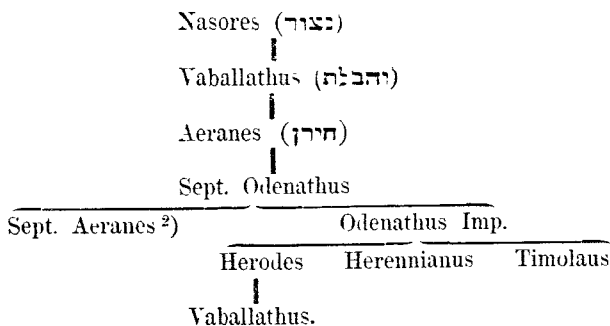 Nasores (נצור)
Vaballathus (והבלת)
Aeranes (חירן)
Sept. Odenathus
Sept. Aeranes ²) Odenathus Imp.
Herodes Herennianus Timolaus
Vaballathus.